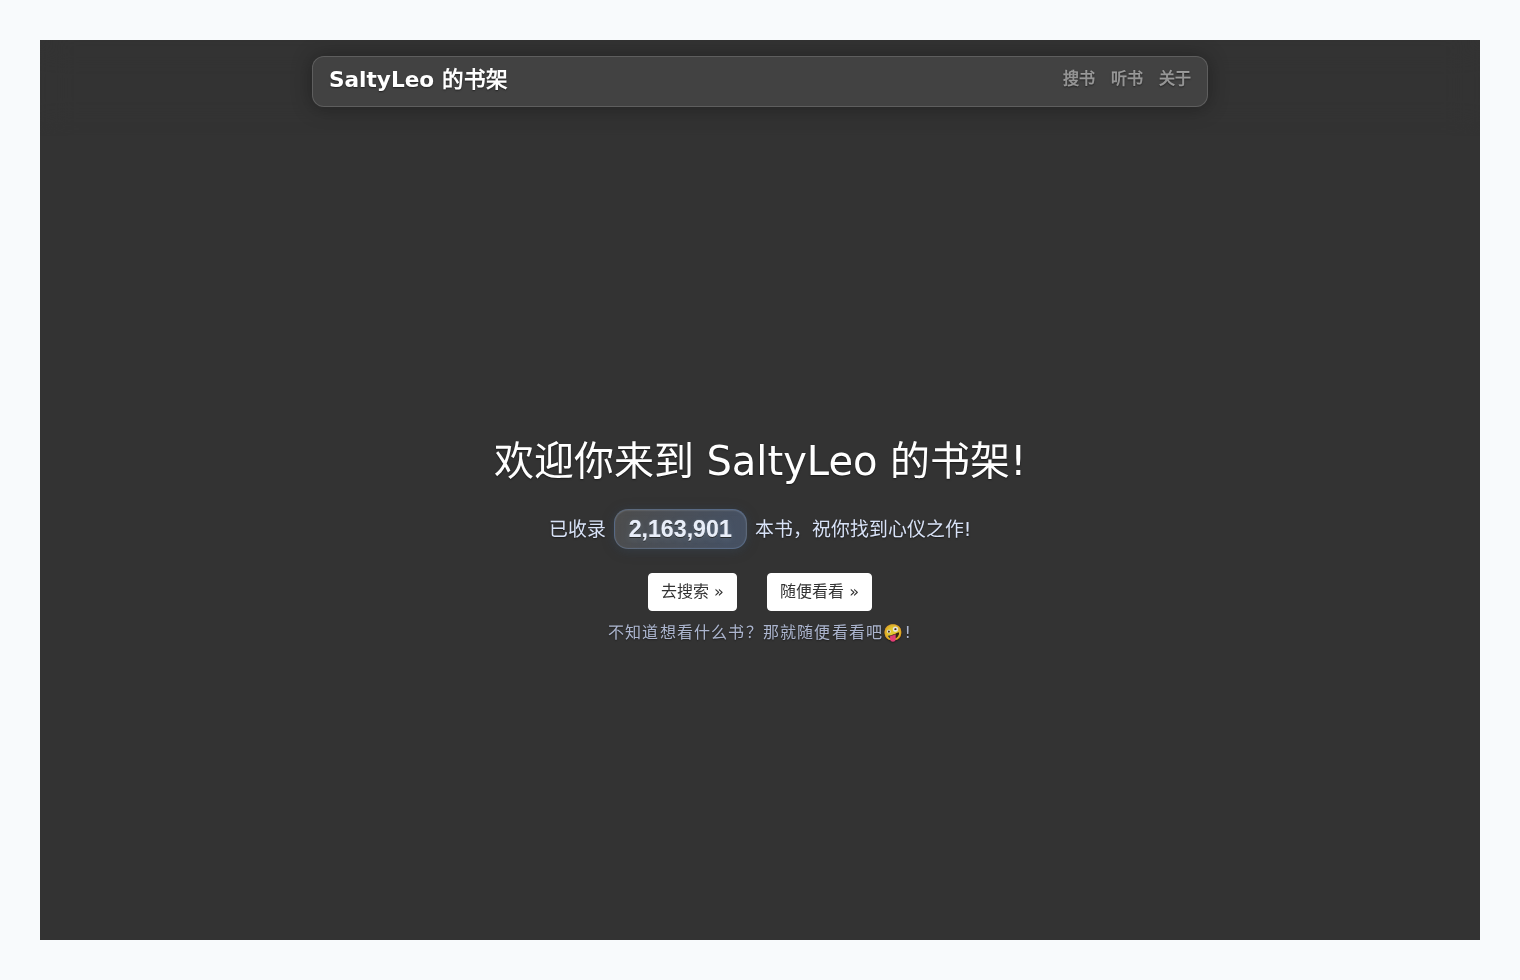 SaltyLeo 的书架
搜书 听书 关于
欢迎你来到 SaltyLeo 的书架!
已收录 2,163,901 本书，祝你找到心仪之作!
去搜索 » 随便看看 »
不知道想看什么书？那就随便看看吧🤪!